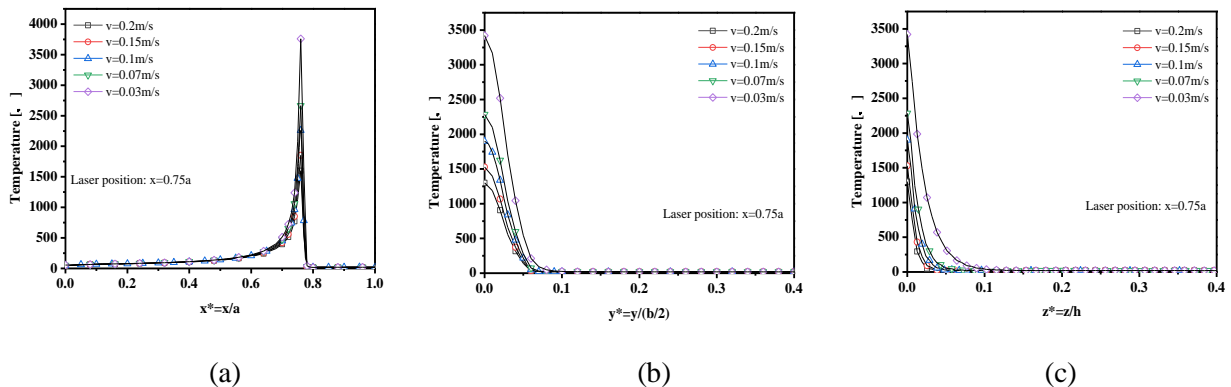 4000
3500
3000
2500
2000
1500
1000
500
0
Temperature [。]
v=0.2m/s
v=0.15m/s
v=0.1m/s
v=0.07m/s
v=0.03m/s
Laser position: x=0.75a
0.0 0.2 0.4 0.6 0.8 1.0
x*=x/a
(a)
3500
3000
2500
2000
1500
1000
500
0
Temperature [。]
v=0.2m/s
v=0.15m/s
v=0.1m/s
v=0.07m/s
v=0.03m/s
Laser position: x=0.75a
0.0 0.1 0.2 0.3 0.4
y*=y/(b/2)
(b)
3500
3000
2500
2000
1500
1000
500
0
Temperature [。]
v=0.2m/s
v=0.15m/s
v=0.1m/s
v=0.07m/s
v=0.03m/s
Laser position: x=0.75a
0.0 0.1 0.2 0.3 0.4
z*=z/h
(c)